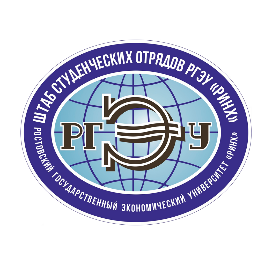 ШТАБ СТУДЕНЧЕСКИХ ОТРЯДОВ РГЭУ «РИНХ»
РГЭУ
РОСТОВСКИЙ ГОСУДАРСТВЕННЫЙ ЭКОНОМИЧЕСКИЙ УНИВЕРСИТЕТ «РИНХ»